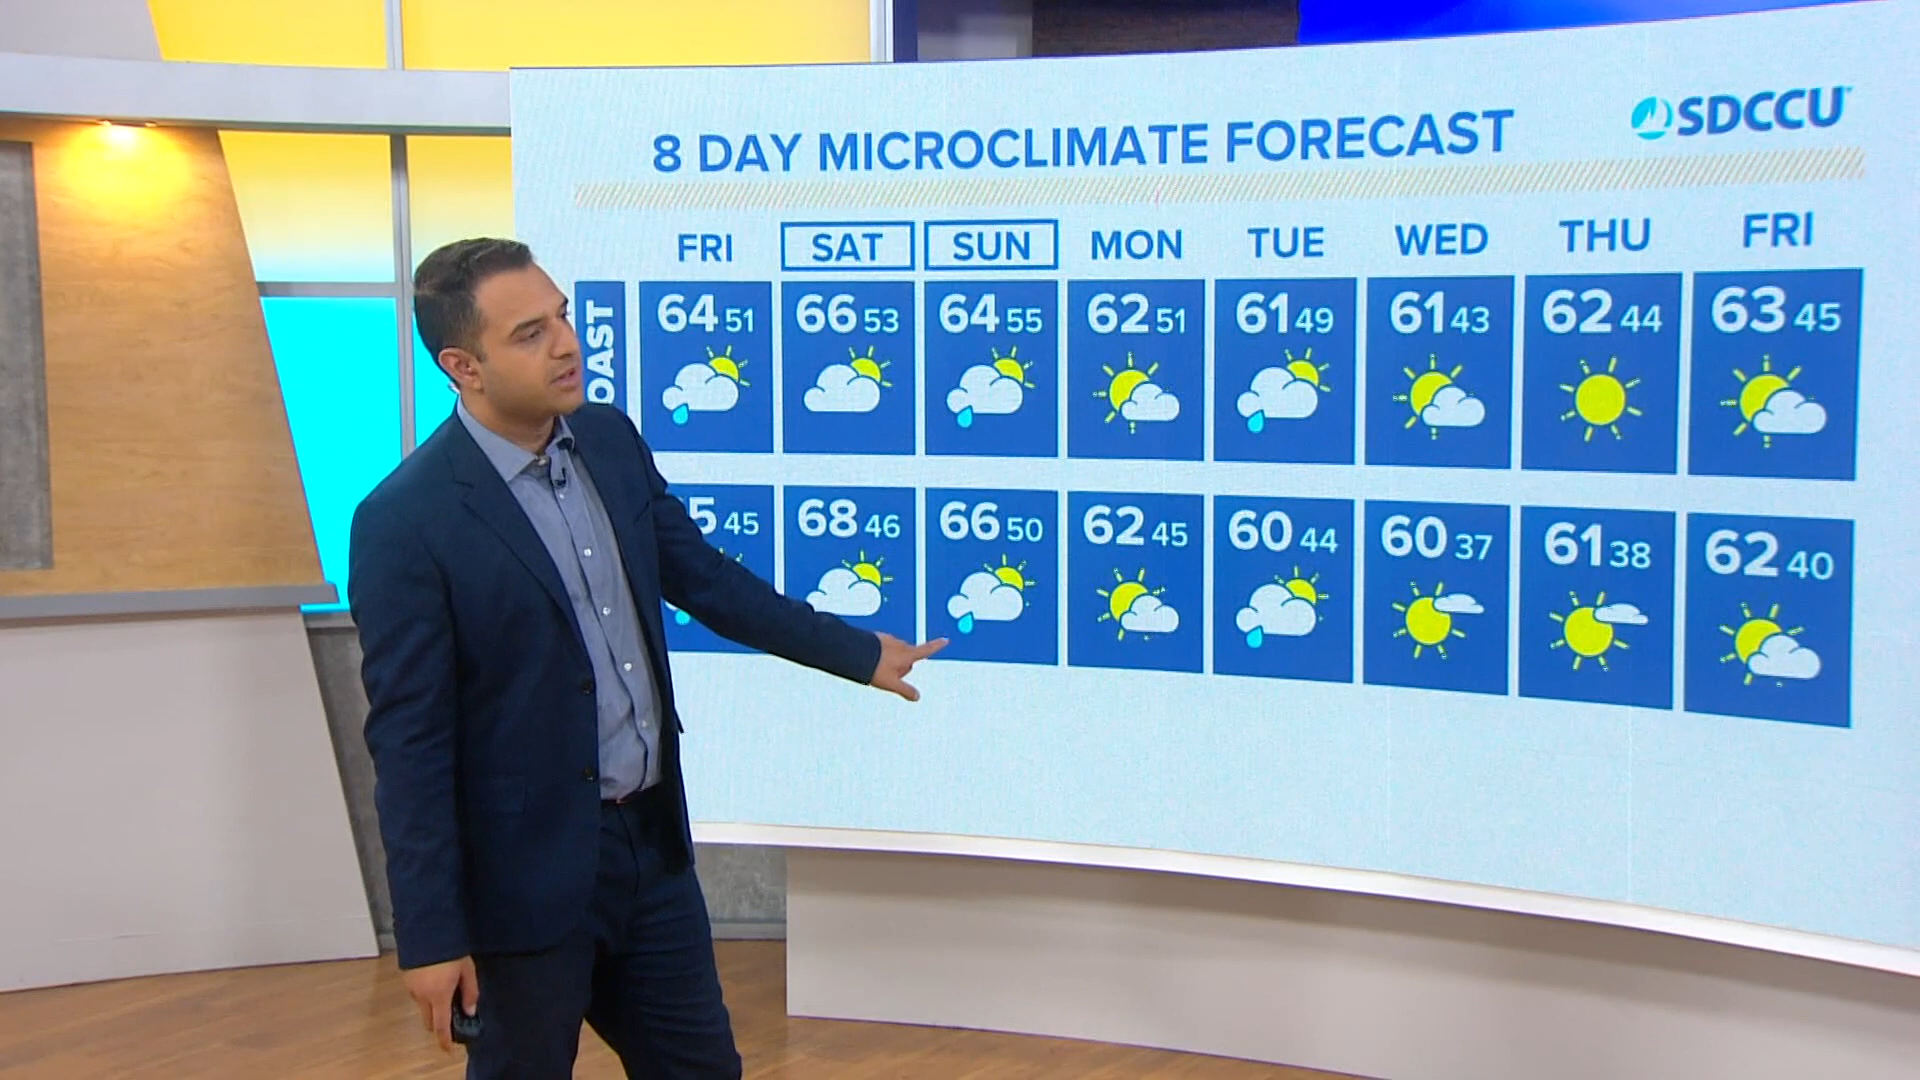 SDCCU
8 DAY MICROCLIMATE FORECAST
FRI SAT SUN MON TUE WED THU FRI
OAST
64 51 66 53 64 55 62 51 61 49 61 43 62 44 63 45
5 45 68 46 66 50 62 45 60 44 60 37 61 38 62 40